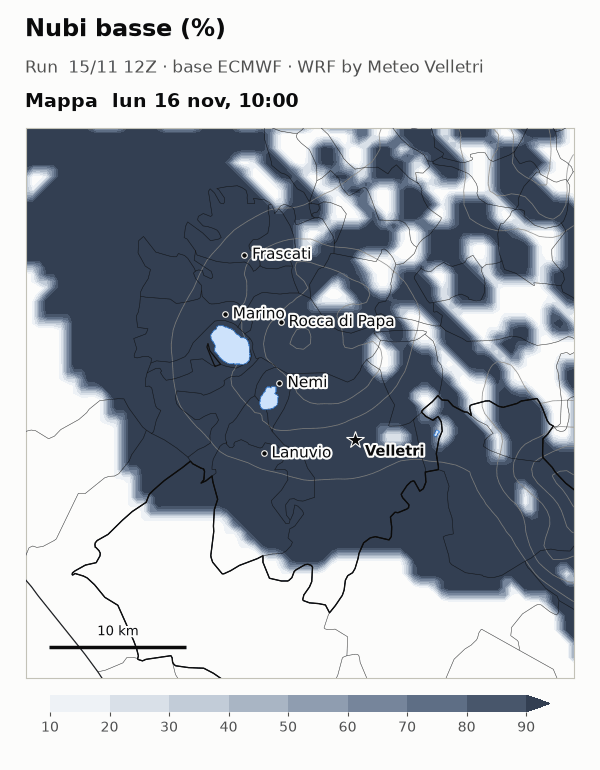 Nubi basse (%)
Run  15/11 12Z · base ECMWF · WRF by Meteo Velletri
Mappa  lun 16 nov, 10:00
Frascati
Marino
Rocca di Papa
Nemi
Velletri
Lanuvio
10 km
10 20 30 40 50 60 70 80 90